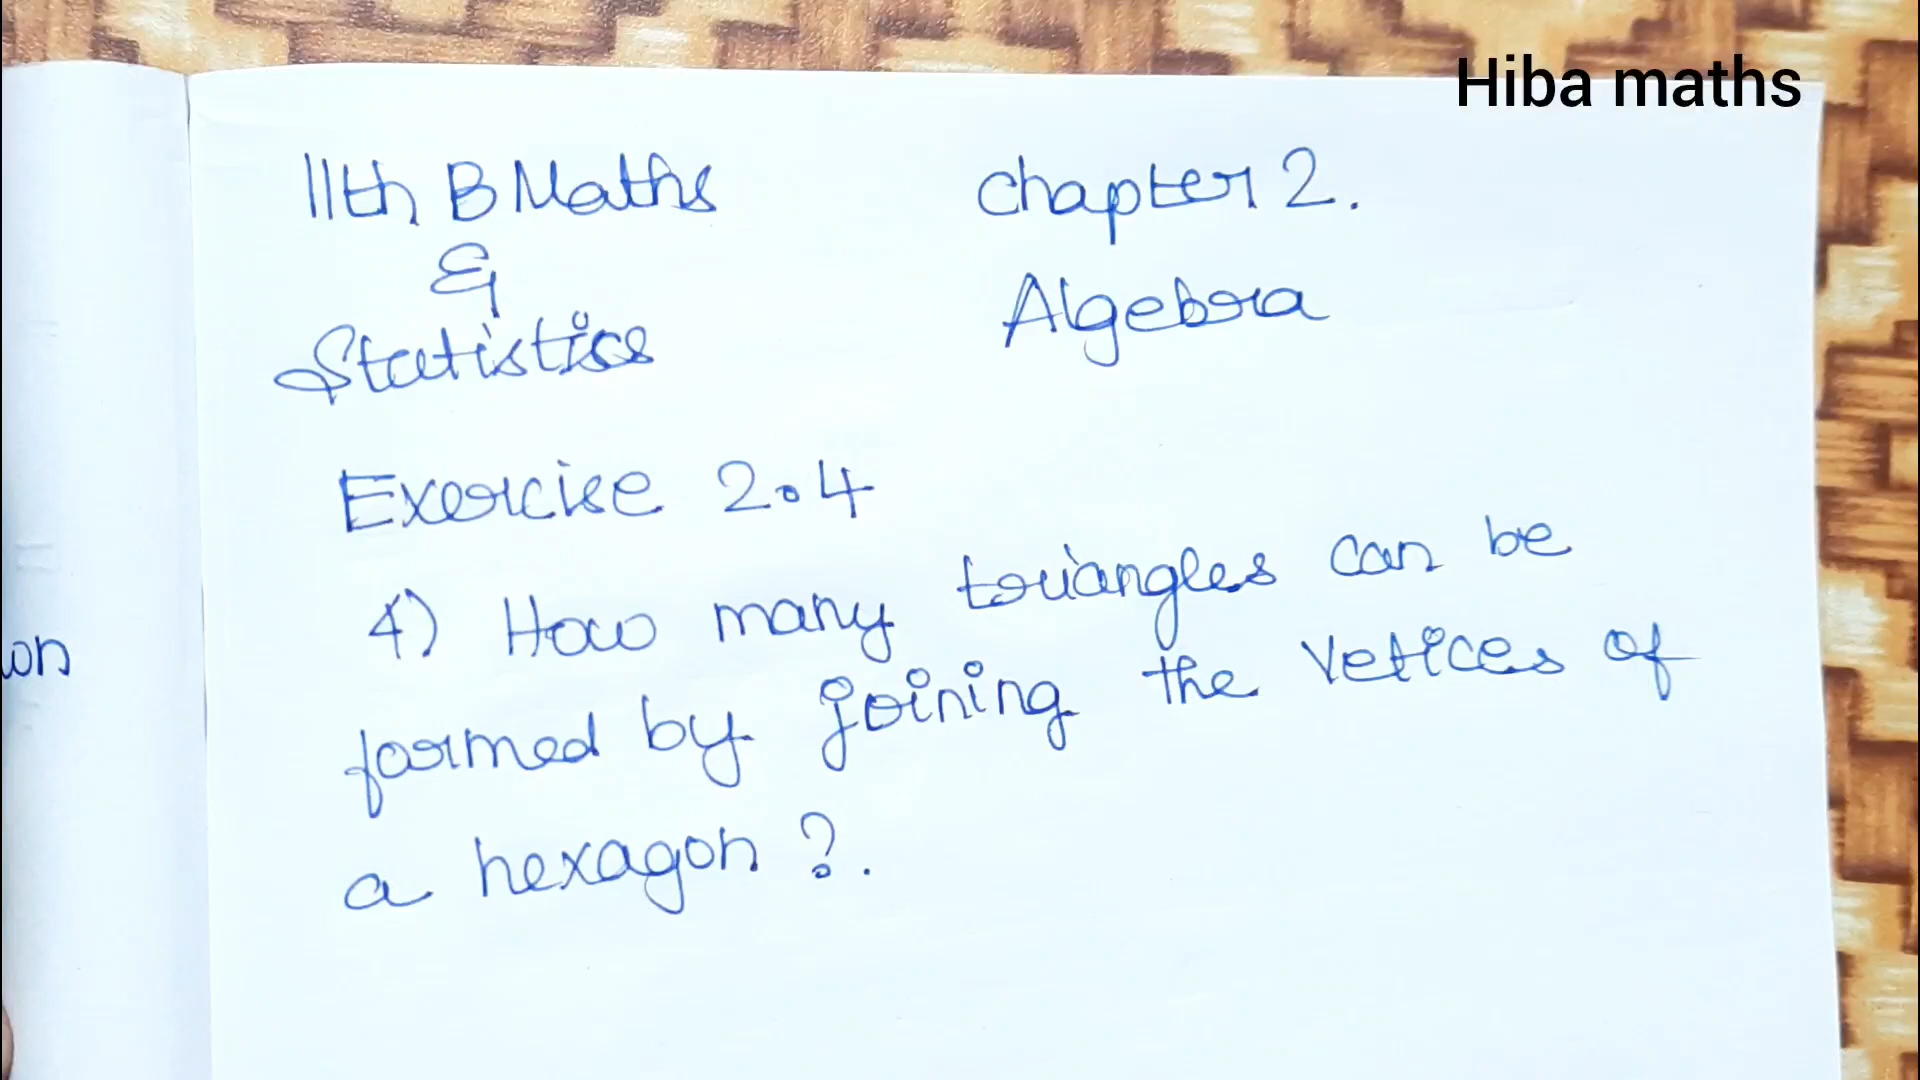 Hiba maths
11th B Maths
&
Statistics
Chapter 2.
Algebra
Exercise 2.4
4) How many triangles can be
formed by joining the vetices of
a hexagon ?.
on